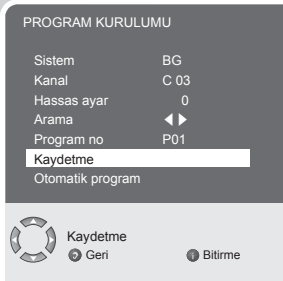 PROGRAM KURULUMU
Sistem BG
Kanal C 03
Hassas ayar 0
Arama
Program no P01
Kaydetme
Otomatik program
Kaydetme
Geri Bitirme